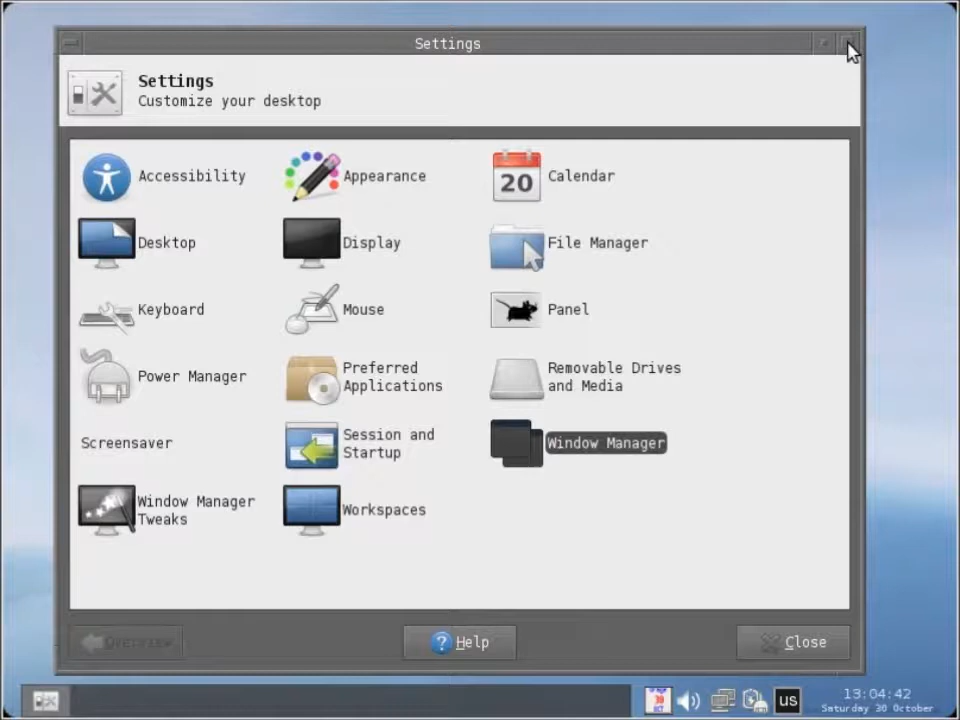 Settings
Settings
Customize your desktop
Accessibility
Appearance
20
Calendar
Desktop
Display
File Manager
Keyboard
Mouse
Panel
Power Manager
Preferred
Applications
Removable Drives
and Media
Screensaver
Session and
Startup
Window Manager
Window Manager
Tweaks
Workspaces
Overview
? Help
Close
30
us
13:04:42
Saturday 30 October